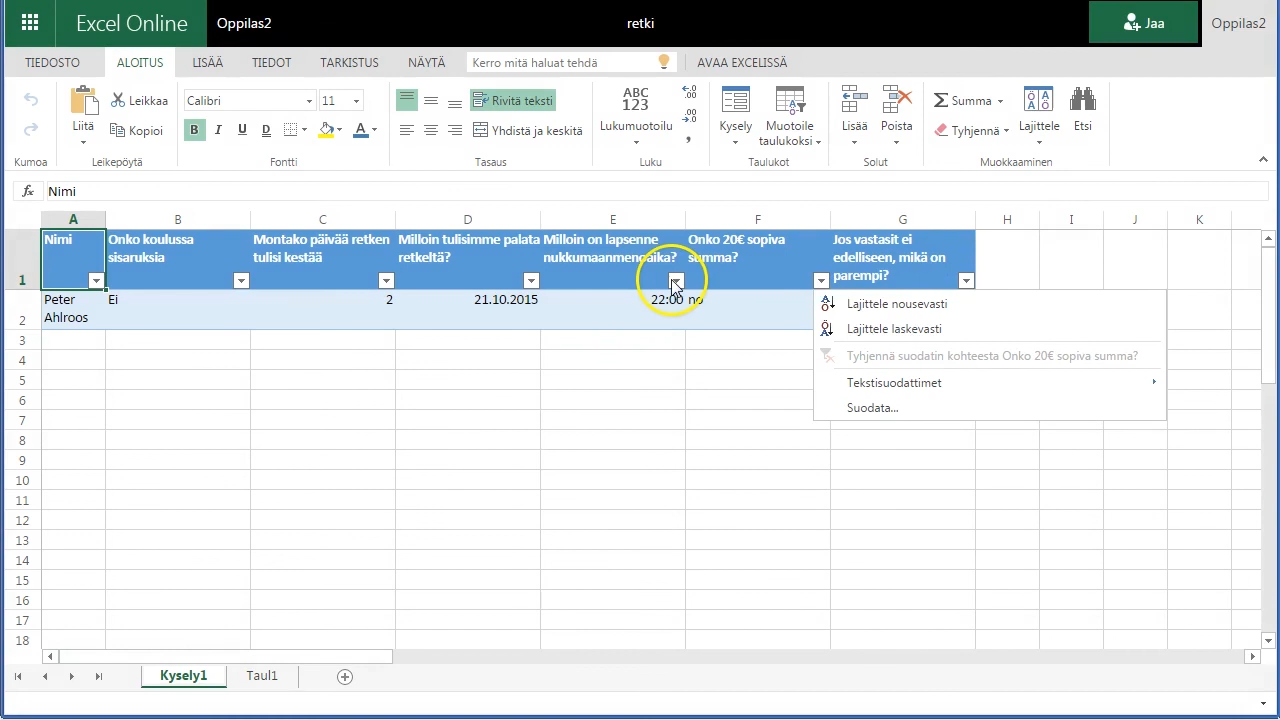 Excel Online
Oppilas2
retki
Jaa
Oppilas2
TIEDOSTO
ALOITUS
LISÄÄ
TIEDOT
TARKISTUS
NÄYTÄ
Kerro mitä haluat tehdä
AVAA EXCELISSÄ
Liitä
Leikkaa
Kopioi
Calibri
11
B I U D
A
Rivitä teksti
Yhdistä ja keskitä
ABC
123
Lukumuotoilu
,00
,00
,0
Kysely
Muotoile
taulukoksi
Lisää
Poista
Summa
Tyhjennä
Lajittele
Etsi
Kumoa
Leikepöytä
Fontti
Tasaus
Luku
Taulukot
Solut
Muokkaaminen
fx
Nimi
A B C D E F G H I J K
1
Nimi
Onko koulussa
sisaruksia
Montako päivää retken
tulisi kestää
Milloin tulisimme palata
retkeltä?
Milloin on lapsenne
nukkumaanmenoaika?
Onko 20€ sopiva
summa?
Jos vastasit ei
edelliseen, mikä on
parempi?
2
Peter
Ahlroos
Ei
2
21.10.2015
22:00
no
Lajittele nousevasti
Lajittele laskevasti
Tyhjennä suodatin kohteesta Onko 20€ sopiva summa?
Tekstisuodattimet
Suodata...
3
4
5
6
7
8
9
10
11
12
13
14
15
16
17
18
Kysely1
Taul1